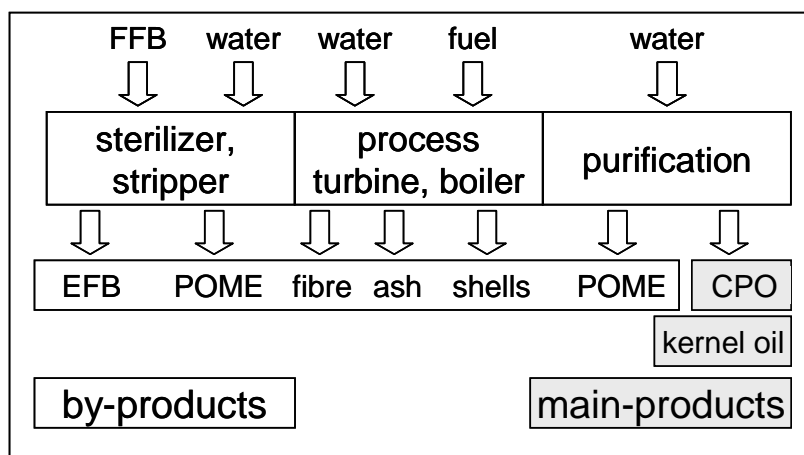 FFB water water fuel water
sterilizer, stripper
process turbine, boiler
purification
EFB POME fibre ash shells POME CPO
kernel oil
by-products main-products